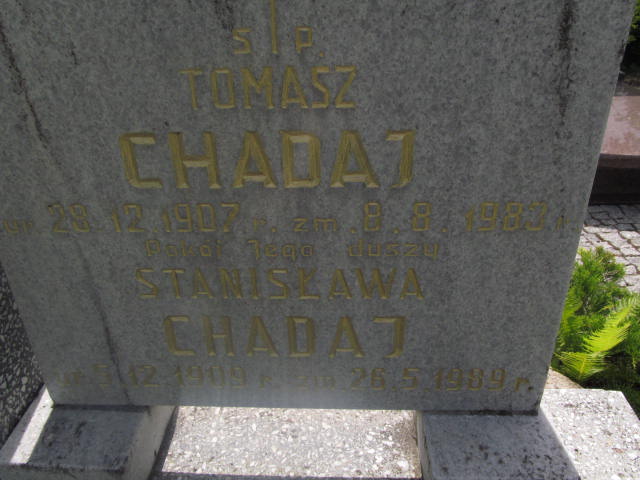 S P
TOMASZ
CHADAJ
ur. 28.12.1907 r. zm. 8.8.1983 r.
Pokój Jego duszy
STANISŁAWA
CHADAJ
ur. 5.12.1909 r. zm. 26.5.1989 r.